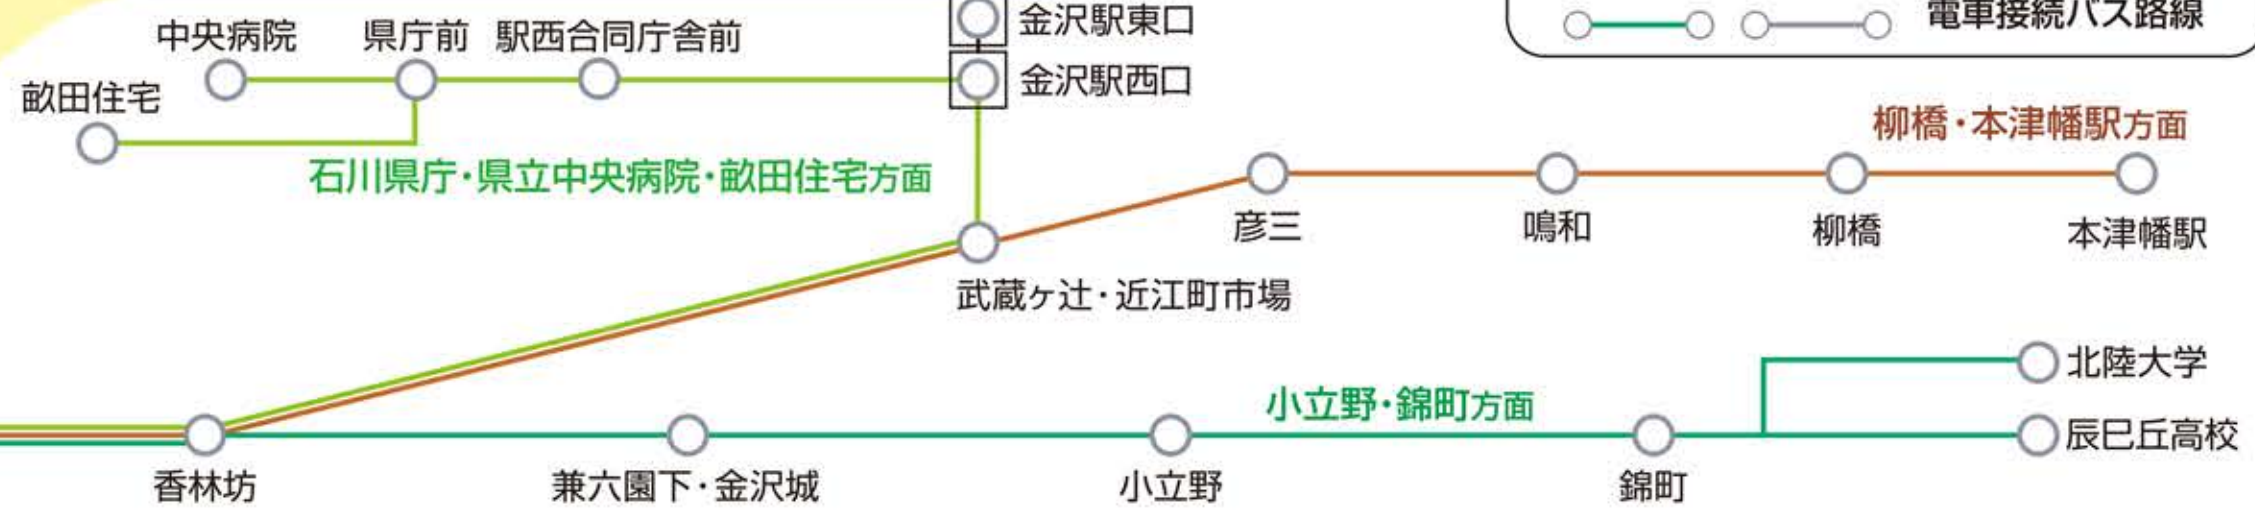 金沢駅東口
電車接続バス路線
中央病院
県庁前
駅西合同庁舎前
金沢駅西口
畝田住宅
柳橋・本津幡駅方面
石川県庁・県立中央病院・畝田住宅方面
彦三
鳴和
柳橋
本津幡駅
武蔵ヶ辻・近江町市場
北陸大学
小立野・錦町方面
辰巳丘高校
香林坊
兼六園下・金沢城
小立野
錦町